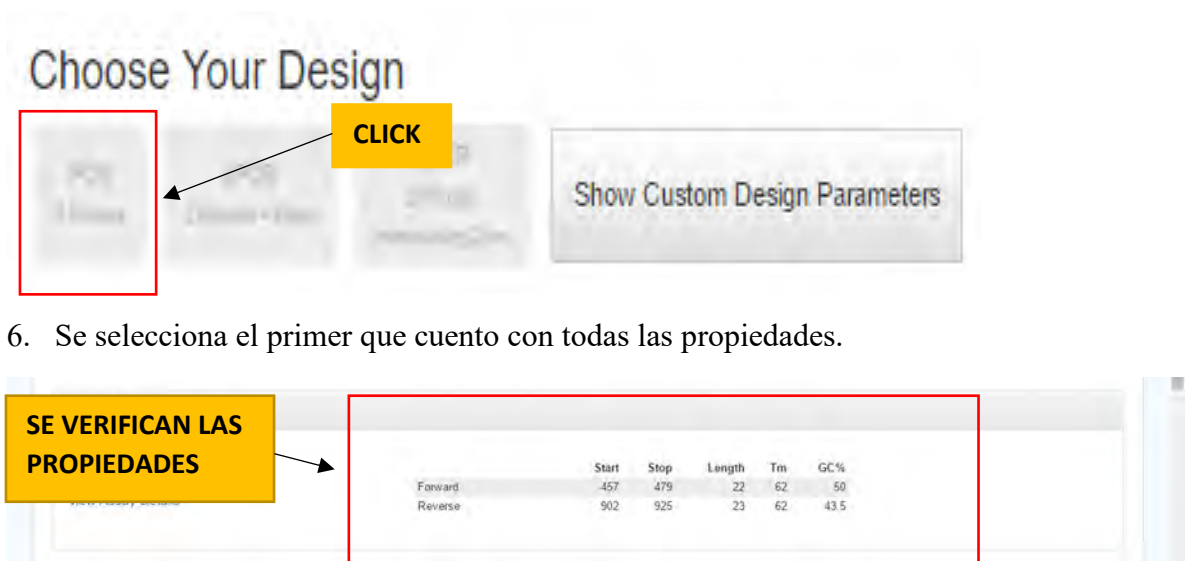 Choose Your Design
CLICK
Show Custom Design Parameters
6. Se selecciona el primer que cuento con todas las propiedades.
SE VERIFICAN LAS
PROPIEDADES
Start Stop Length Tm GC%
Forward 457 479 22 62 50
Reverse 902 925 23 62 43.5